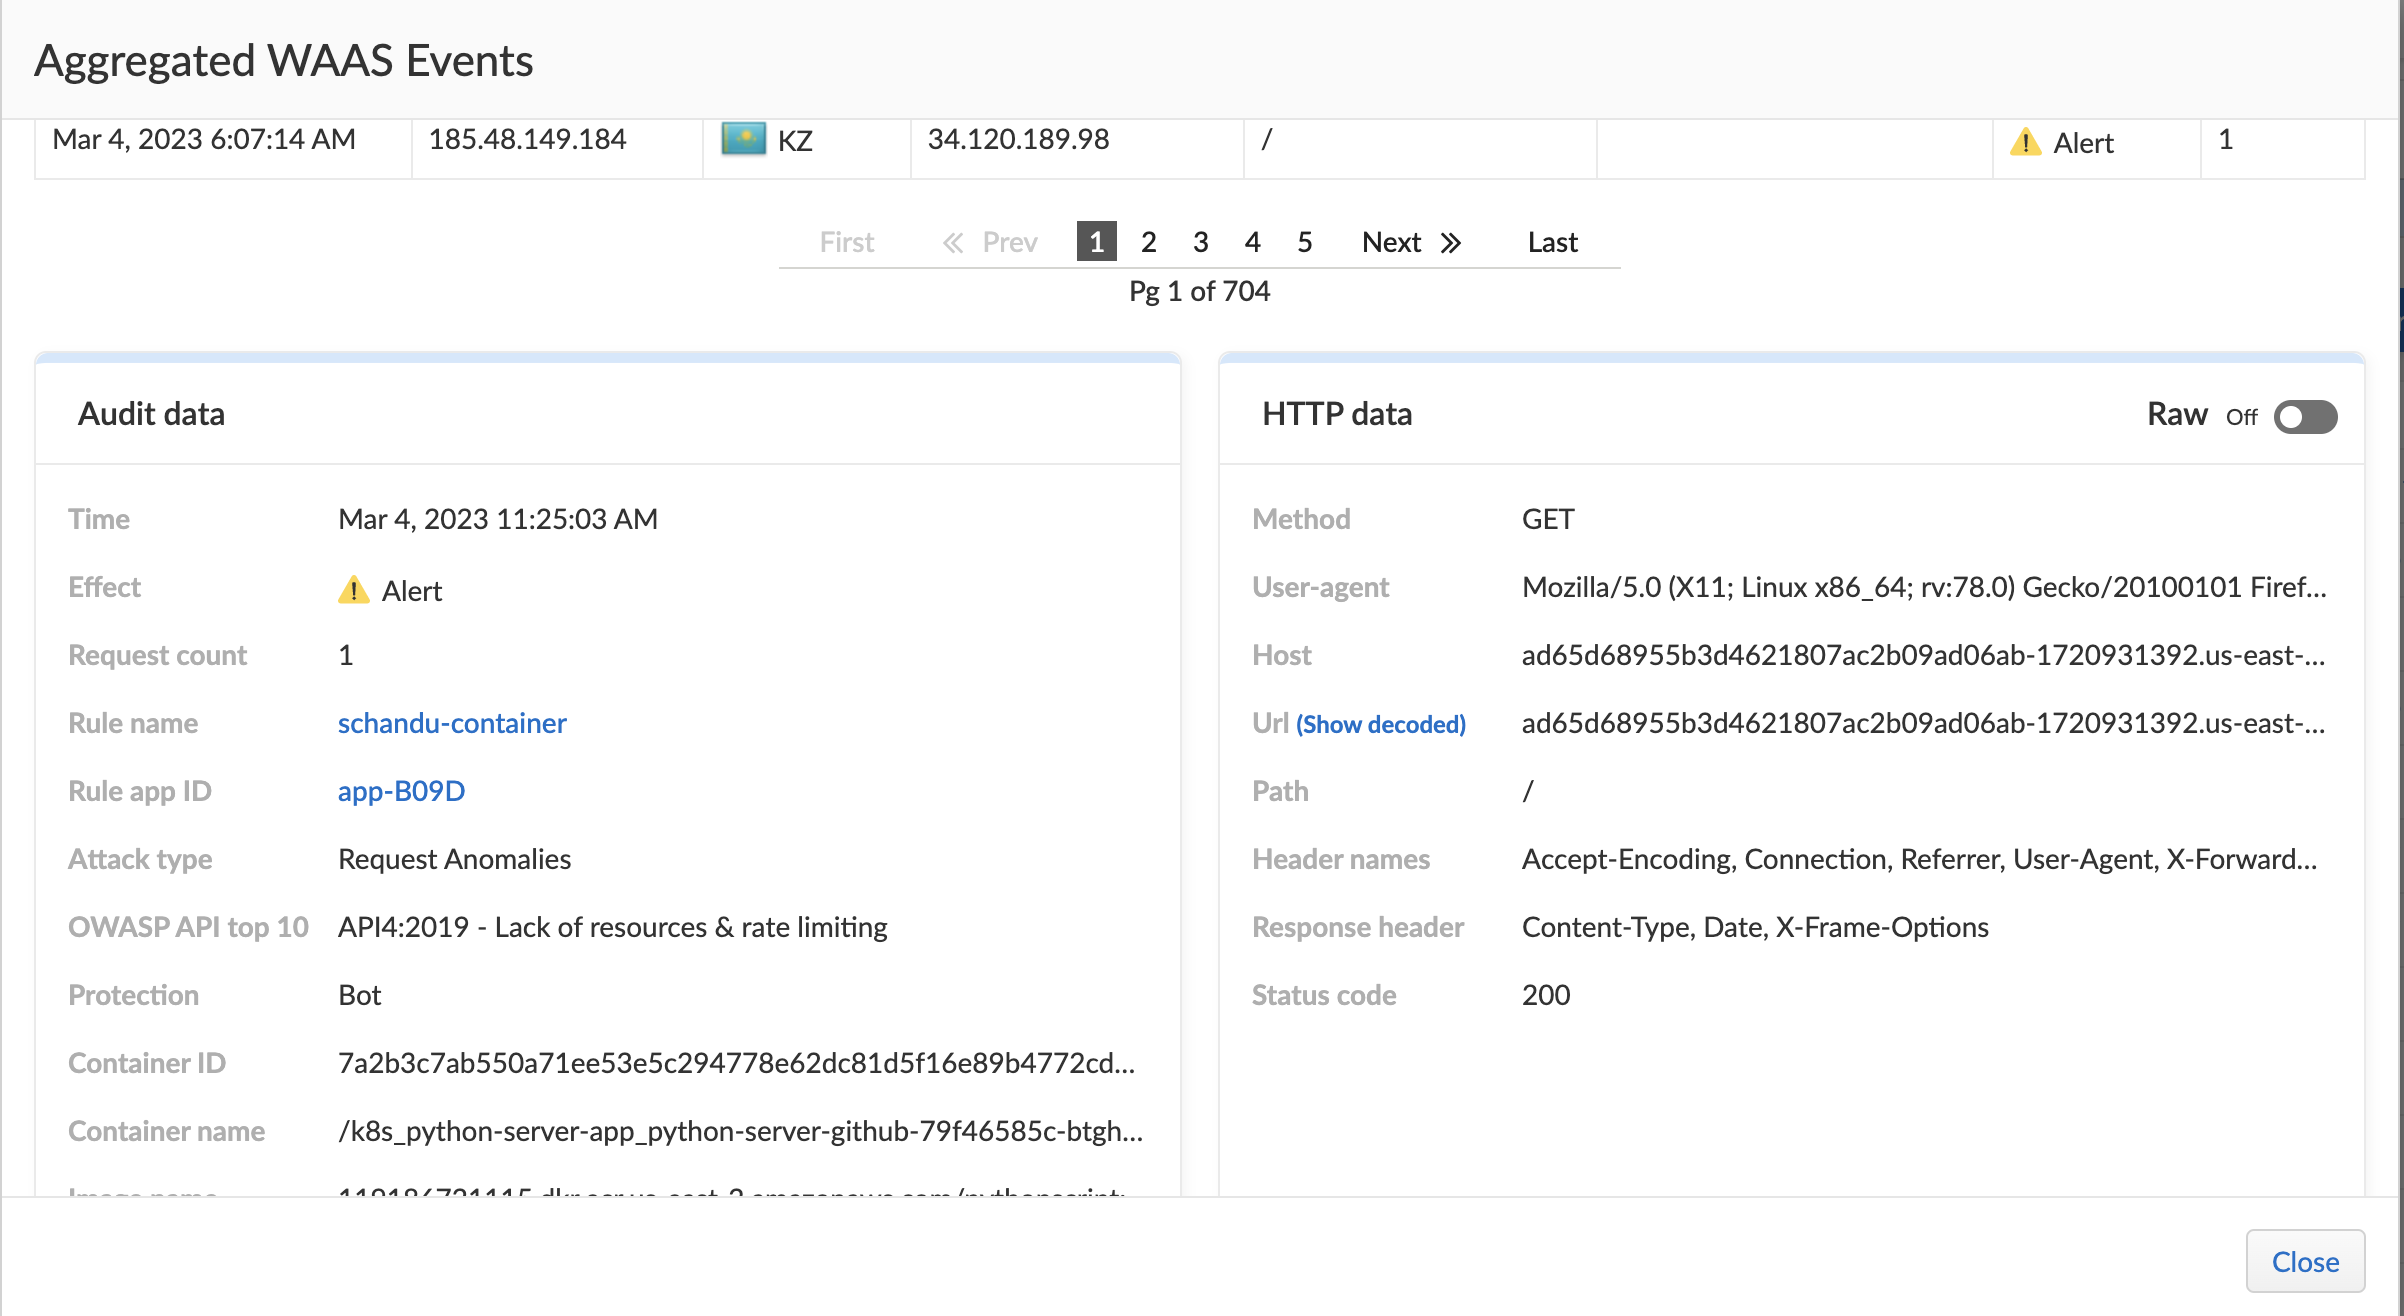 Aggregated WAAS Events
Mar 4, 2023 6:07:14 AM 185.48.149.184 KZ 34.120.189.98 / Alert 1
First « Prev 1 2 3 4 5 Next » Last
Pg 1 of 704
Audit data
Time Mar 4, 2023 11:25:03 AM
Effect Alert
Request count 1
Rule name schandu-container
Rule app ID app-B09D
Attack type Request Anomalies
OWASP API top 10 API4:2019 - Lack of resources & rate limiting
Protection Bot
Container ID 7a2b3c7ab550a71ee53e5c294778e62dc81d5f16e89b4772cd...
Container name /k8s_python-server-app_python-server-github-79f46585c-btgh...
Image name
HTTP data Raw Off
Method GET
User-agent Mozilla/5.0 (X11; Linux x86_64; rv:78.0) Gecko/20100101 Firef...
Host ad65d68955b3d4621807ac2b09ad06ab-1720931392.us-east-...
Url (Show decoded) ad65d68955b3d4621807ac2b09ad06ab-1720931392.us-east-...
Path /
Header names Accept-Encoding, Connection, Referrer, User-Agent, X-Forward...
Response header Content-Type, Date, X-Frame-Options
Status code 200
Close